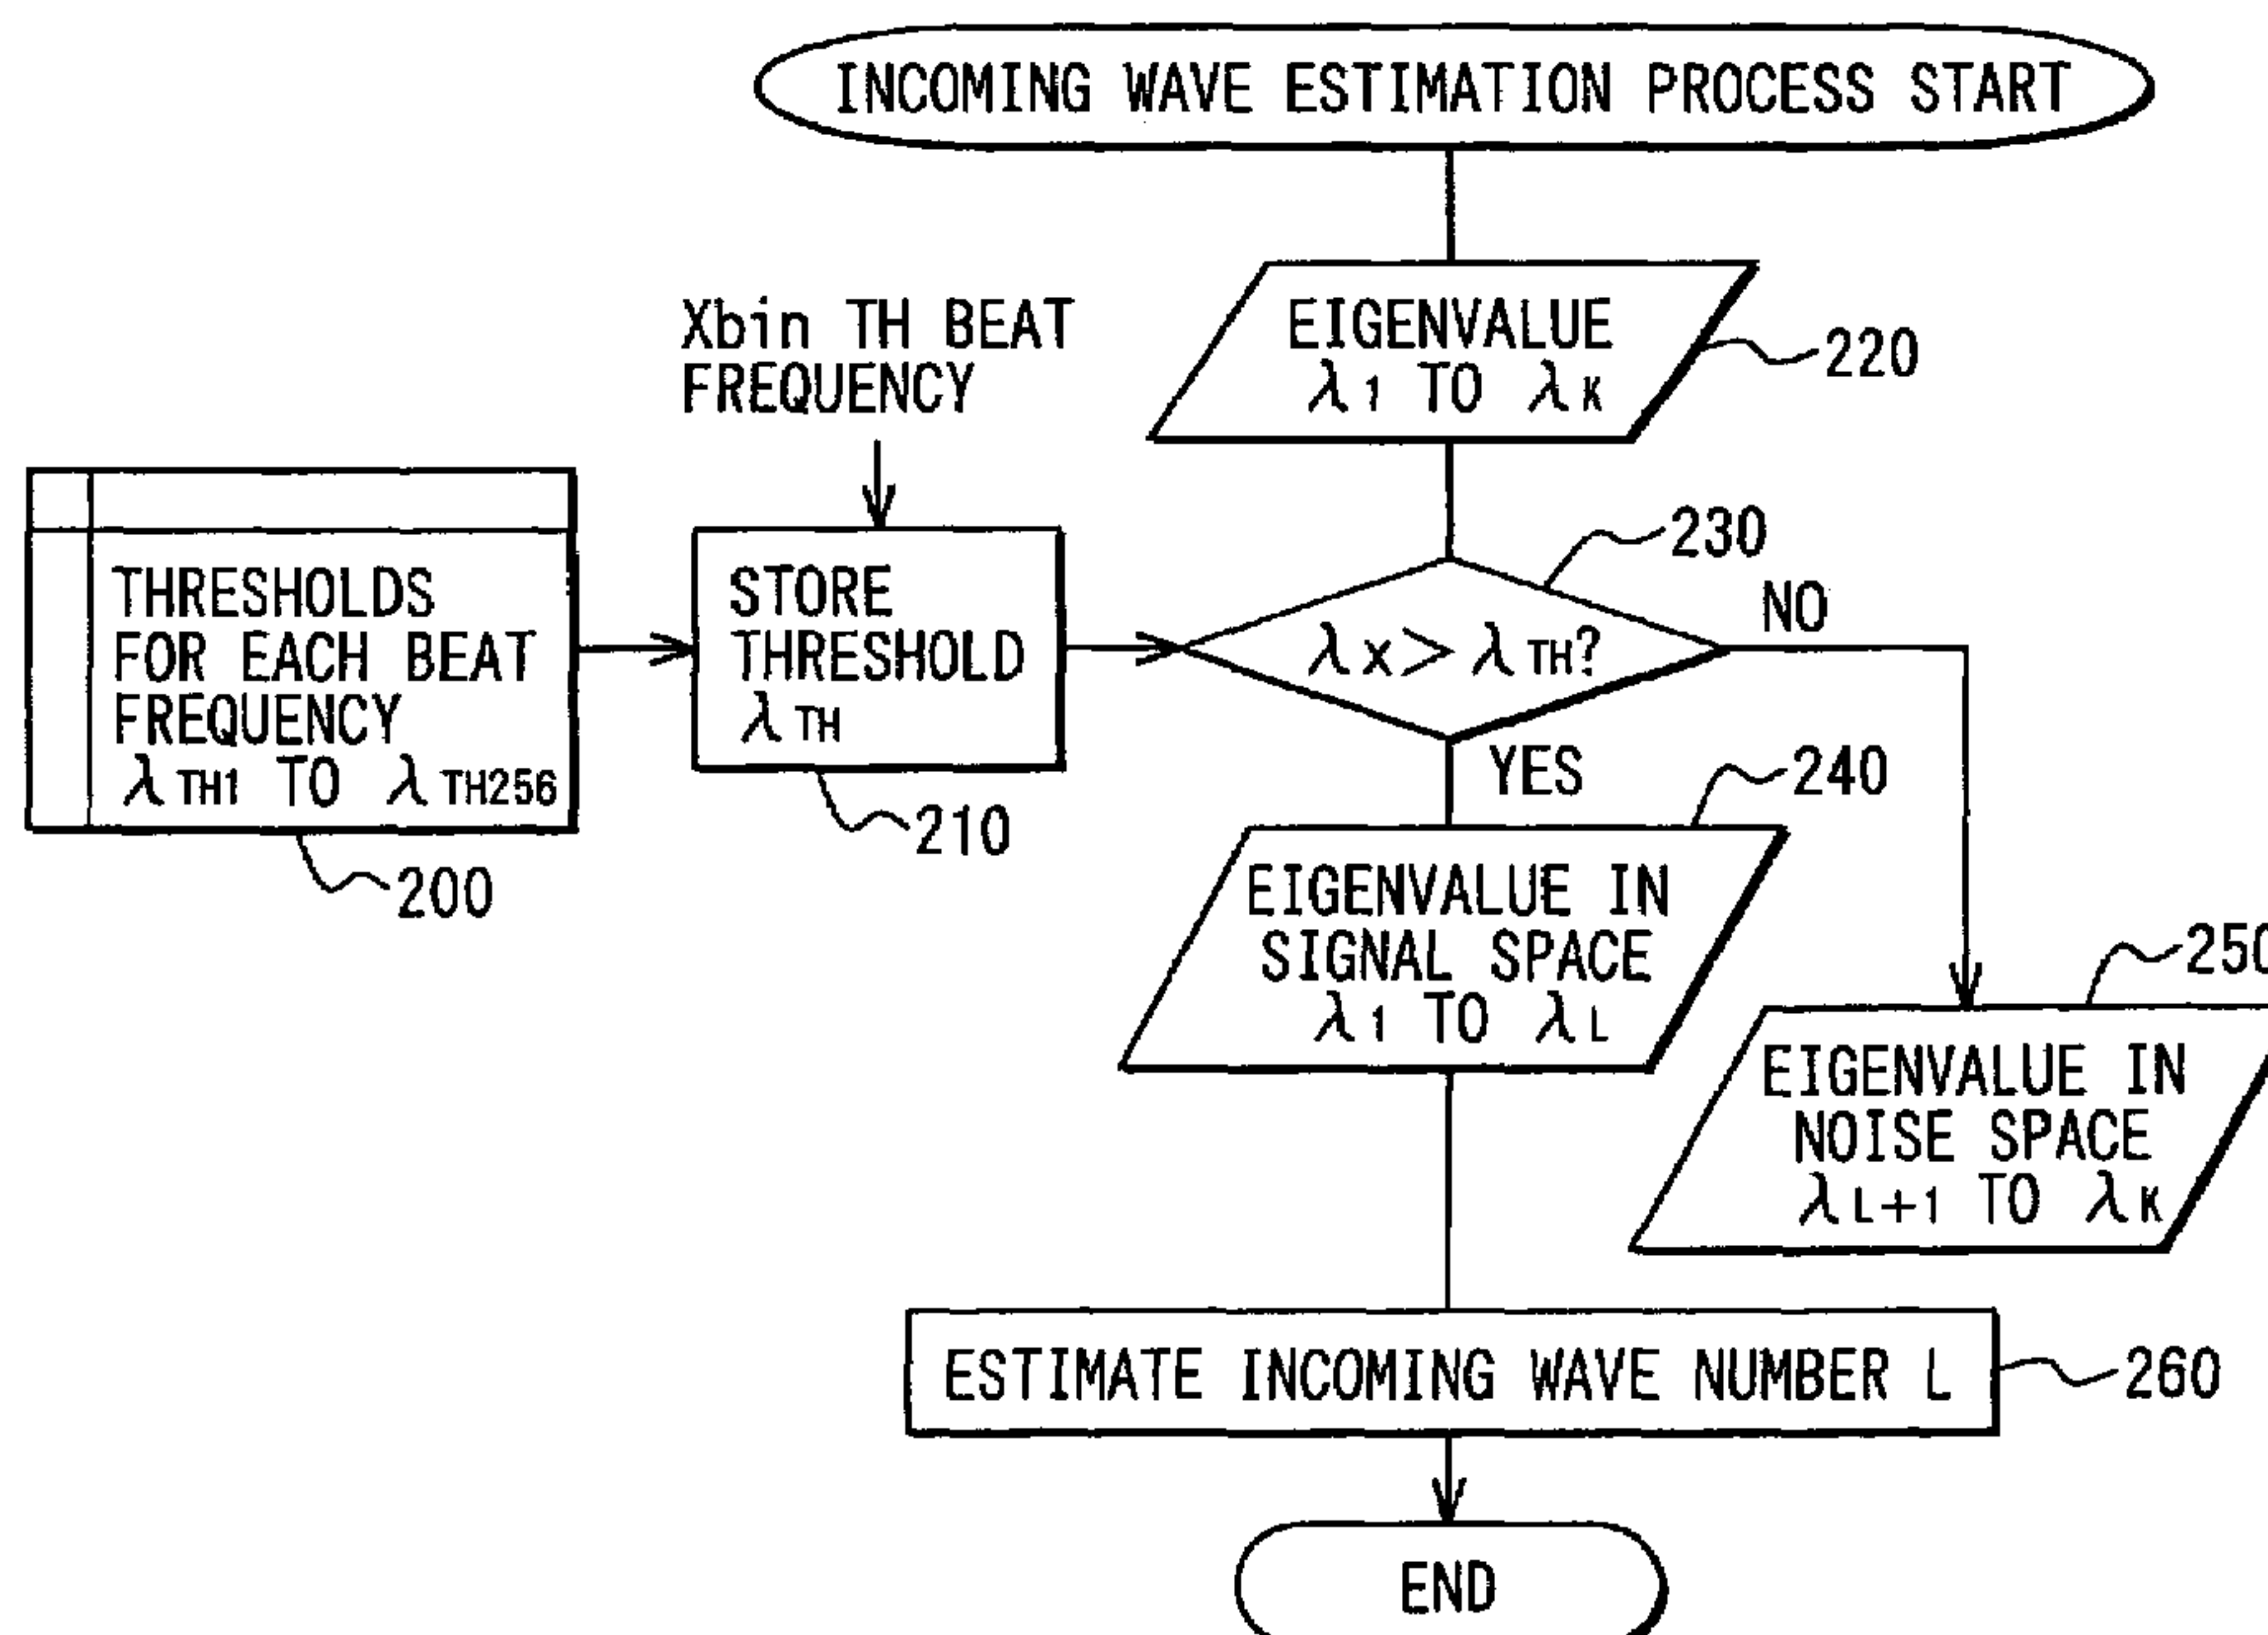 INCOMING WAVE ESTIMATION PROCESS START
Xbin TH BEAT
FREQUENCY
EIGENVALUE
λ1 TO λK
220
THRESHOLDS
FOR EACH BEAT
FREQUENCY
λTH1 TO λTH256
200
STORE
THRESHOLD
λTH
210
230
λX> λTH?
NO
YES
240
EIGENVALUE IN
SIGNAL SPACE
λ1 TO λL
250
EIGENVALUE IN
NOISE SPACE
λL+1 TO λK
ESTIMATE INCOMING WAVE NUMBER L
260
END